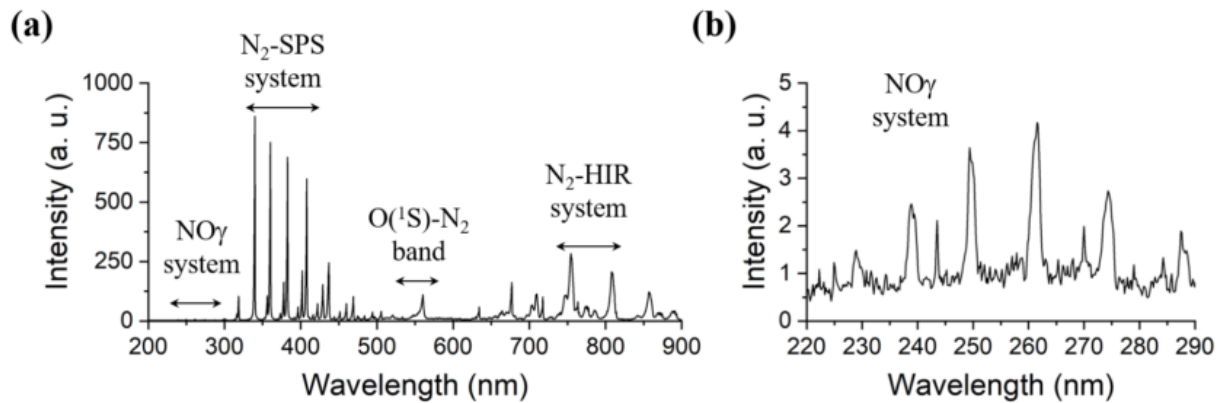 (a)
N₂-SPS
system
NOγ
system
O(¹S)-N₂
band
N₂-HIR
system
1000
750
500
250
0
Intensity (a. u.)
200 300 400 500 600 700 800 900
Wavelength (nm)
(b)
NOγ
system
5
4
3
2
1
0
Intensity (a. u.)
220 230 240 250 260 270 280 290
Wavelength (nm)